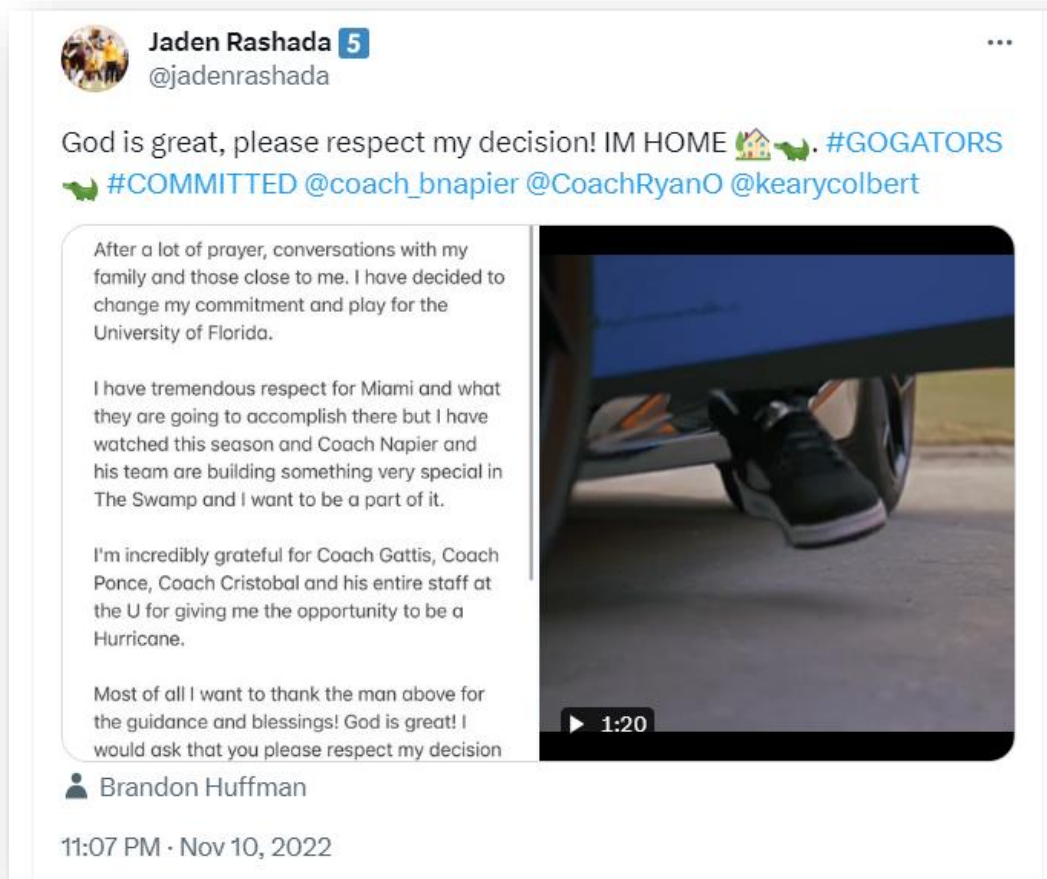 Jaden Rashada 5️⃣
@jadenrashada
God is great, please respect my decision! IM HOME 🏡🐊. #GOGATORS
🐊 #COMMITTED @coach_bnapier @CoachRyanO @kearycolbert
After a lot of prayer, conversations with my
family and those close to me. I have decided to
change my commitment and play for the
University of Florida.
I have tremendous respect for Miami and what
they are going to accomplish there but I have
watched this season and Coach Napier and
his team are building something very special in
The Swamp and I want to be a part of it.
I'm incredibly grateful for Coach Gattis, Coach
Ponce, Coach Cristobal and his entire staff at
the U for giving me the opportunity to be a
Hurricane.
Most of all I want to thank the man above for
the guidance and blessings! God is great! I
would ask that you please respect my decision
1:20
Brandon Huffman
11:07 PM · Nov 10, 2022